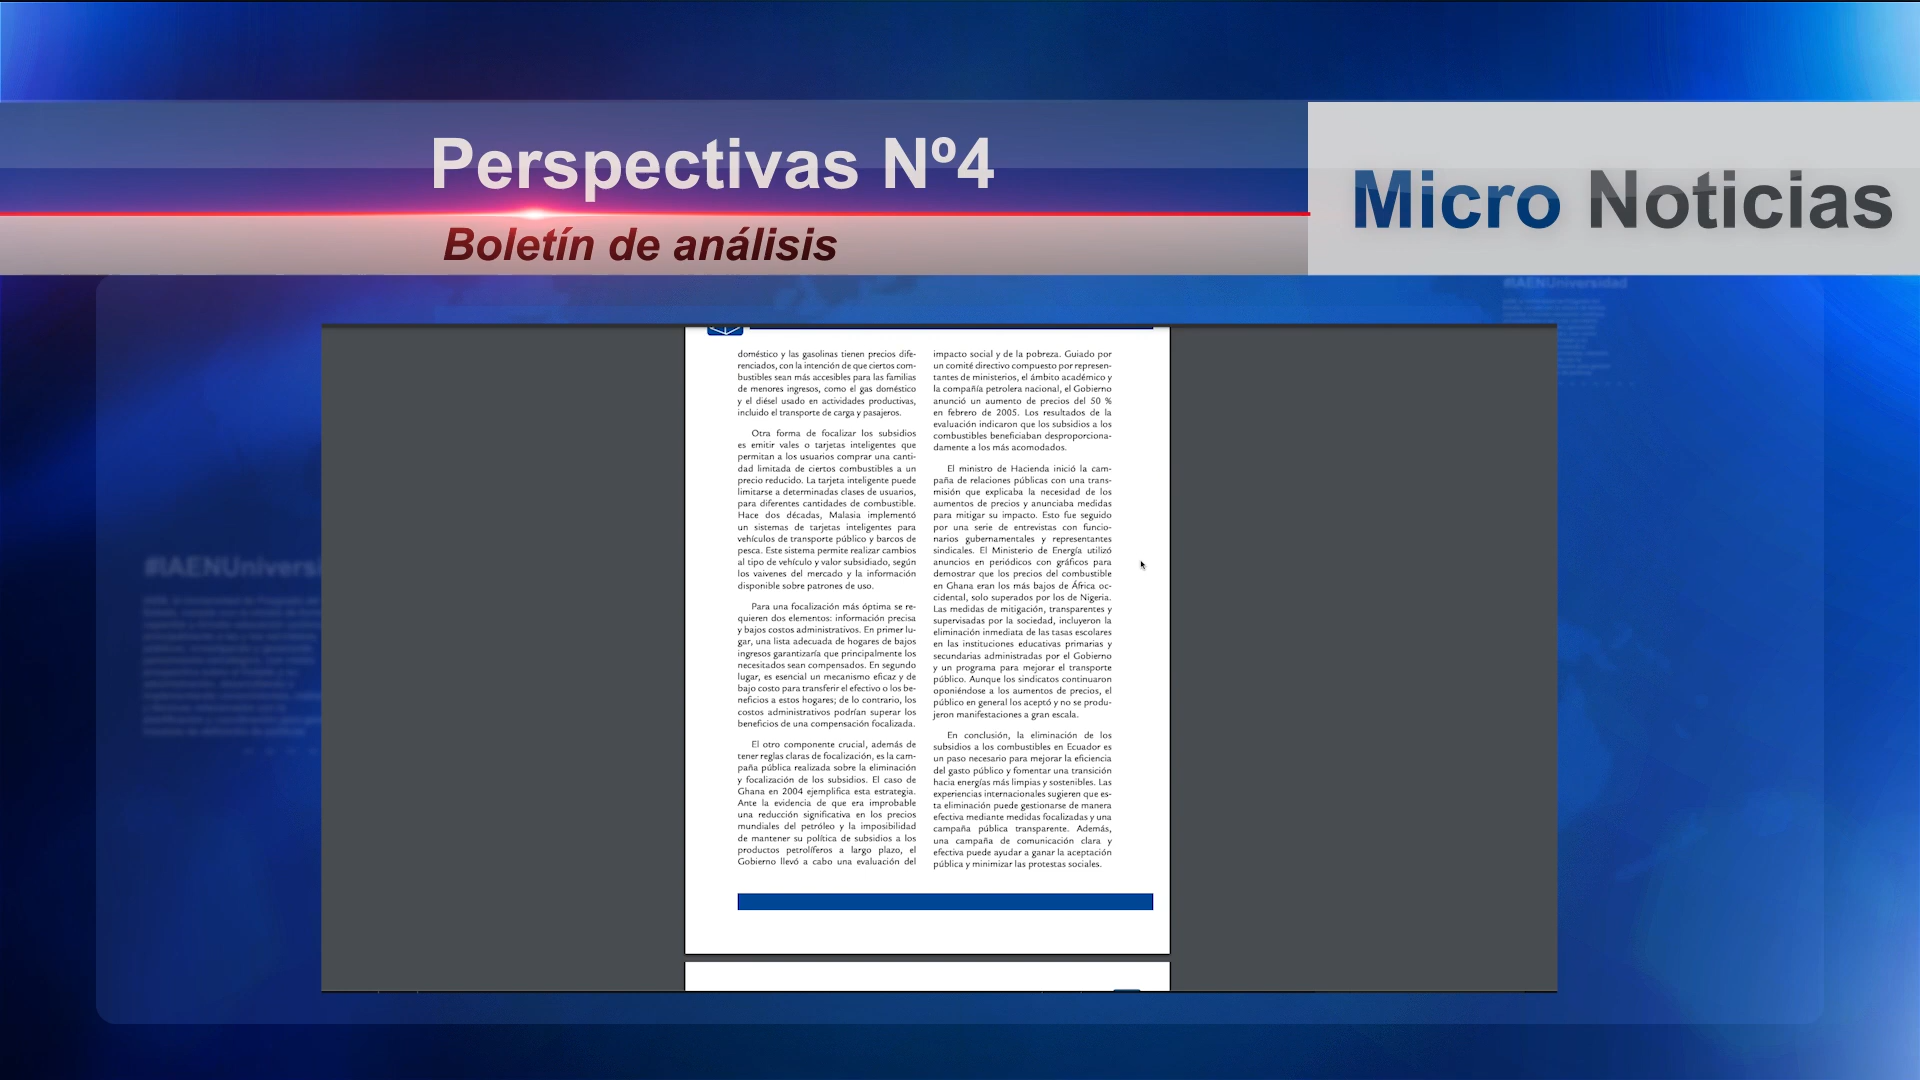 Perspectivas Nº4
Boletín de análisis
Micro Noticias
#IAENUniversidad
#IAENUniversi
doméstico y las gasolinas tienen precios dife-
renciados, con la intención de que ciertos com-
bustibles sean más accesibles para las familias
de menores ingresos, como el gas doméstico
y el diésel usado en actividades productivas,
incluido el transporte de carga y pasajeros.
Otra forma de focalizar los subsidios
es emitir vales o tarjetas inteligentes que
permitan a los usuarios comprar una canti-
dad limitada de ciertos combustibles a un
precio reducido. La tarjeta inteligente puede
limitarse a determinadas clases de usuarios,
para diferentes cantidades de combustible.
Hace dos décadas, Malasia implementó
un sistemas de tarjetas inteligentes para
vehículos de transporte público y barcos de
pesca. Este sistema permite realizar cambios
al tipo de vehículo y valor subsidiado, según
los vaivenes del mercado y la información
disponible sobre patrones de uso.
Para una focalización más óptima se re-
quieren dos elementos: información precisa
y bajos costos administrativos. En primer lu-
gar, una lista adecuada de hogares de bajos
ingresos garantizaría que principalmente los
necesitados sean compensados. En segundo
lugar, es esencial un mecanismo eficaz y de
bajo costo para transferir el efectivo o los be-
neficios a estos hogares; de lo contrario, los
costos administrativos podrían superar los
beneficios de una compensación focalizada.
El otro componente crucial, además de
tener reglas claras de focalización, es la cam-
paña pública realizada sobre la eliminación
y focalización de los subsidios. El caso de
Ghana en 2004 ejemplifica esta estrategia.
Ante la evidencia de que era improbable
una reducción significativa en los precios
mundiales del petróleo y la imposibilidad
de mantener su política de subsidios a los
productos petrolíferos a largo plazo, el
Gobierno llevó a cabo una evaluación del
impacto social y de la pobreza. Guiado por
un comité directivo compuesto por represen-
tantes de ministerios, el ámbito académico y
la compañía petrolera nacional, el Gobierno
anunció un aumento de precios del 50 %
en febrero de 2005. Los resultados de la
evaluación indicaron que los subsidios a los
combustibles beneficiaban desproporciona-
damente a los más acomodados.
El ministro de Hacienda inició la cam-
paña de relaciones públicas con una trans-
misión que explicaba la necesidad de los
aumentos de precios y anunciaba medidas
para mitigar su impacto. Esto fue seguido
por una serie de entrevistas con funcio-
narios gubernamentales y representantes
sindicales. El Ministerio de Energía utilizó
anuncios en periódicos con gráficos para
demostrar que los precios del combustible
en Ghana eran los más bajos de África oc-
cidental, solo superados por los de Nigeria.
Las medidas de mitigación, transparentes y
supervisadas por la sociedad, incluyeron la
eliminación inmediata de las tasas escolares
en las instituciones educativas primarias y
secundarias administradas por el Gobierno
y un programa para mejorar el transporte
público. Aunque los sindicatos continuaron
oponiéndose a los aumentos de precios, el
público en general los aceptó y no se produ-
jeron manifestaciones a gran escala.
En conclusión, la eliminación de los
subsidios a los combustibles en Ecuador es
un paso necesario para mejorar la eficiencia
del gasto público y fomentar una transición
hacia energías más limpias y sostenibles. Las
experiencias internacionales sugieren que es-
ta eliminación puede gestionarse de manera
efectiva mediante medidas focalizadas y una
campaña pública transparente. Además,
una campaña de comunicación clara y
efectiva puede ayudar a ganar la aceptación
pública y minimizar las protestas sociales.